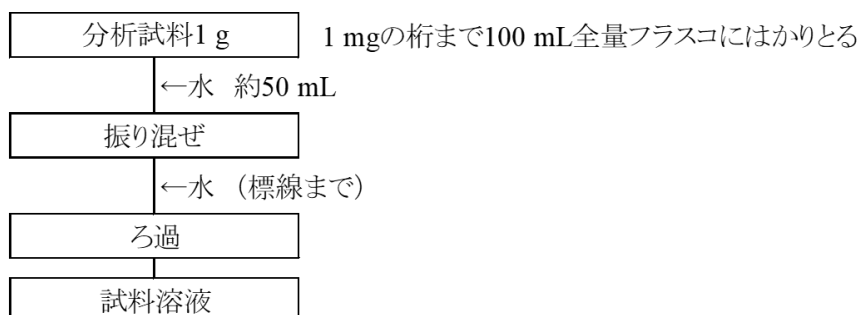 分析試料1 g 1 mgの桁まで100 mL全量フラスコにはかりとる
←水 約50 mL
振り混ぜ
←水 (標線まで)
ろ過
試料溶液